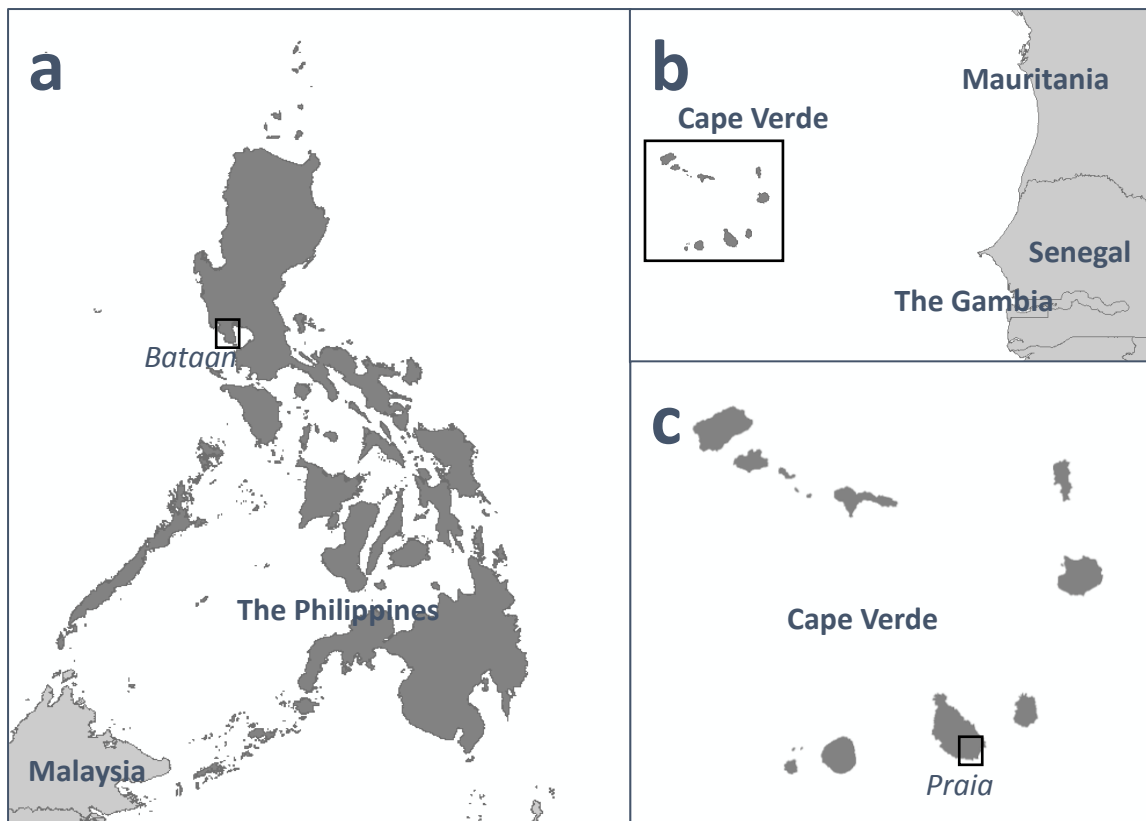 a
Bataan
The Philippines
Malaysia
b
Mauritania
Cape Verde
Senegal
The Gambia
c
Cape Verde
Praia